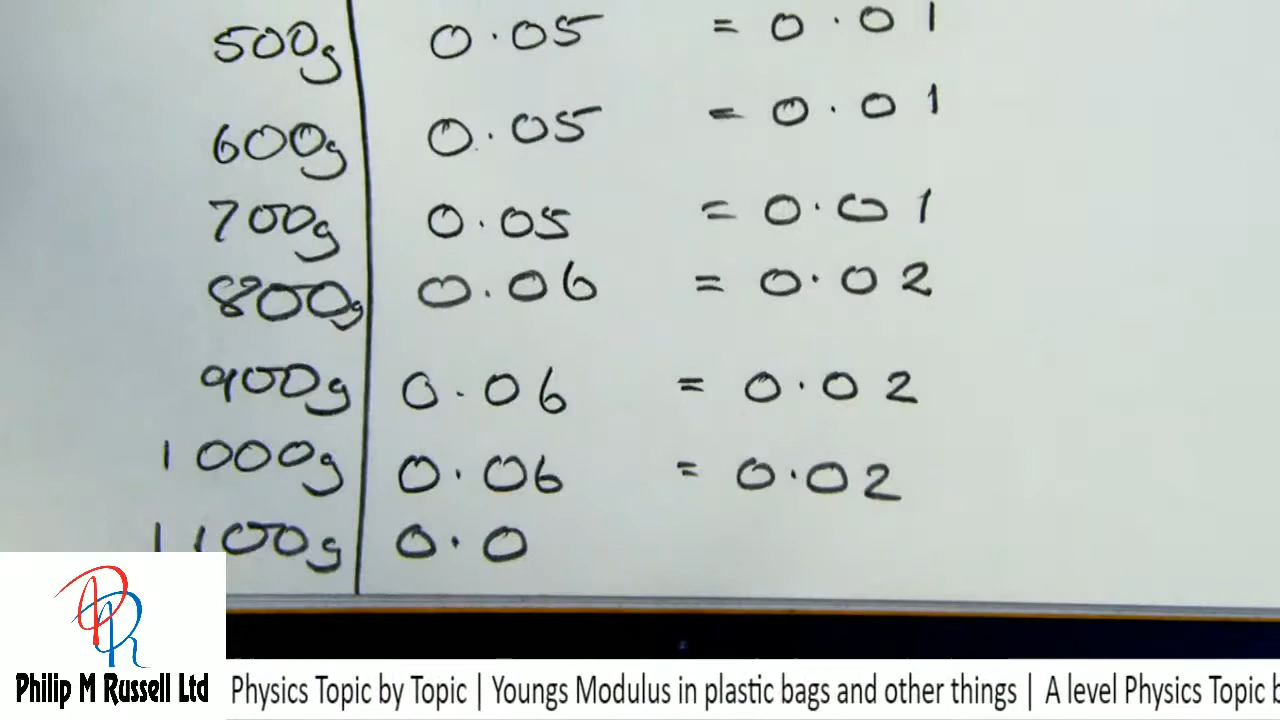 500g 0.05 = 0.01
600g 0.05 = 0.01
700g 0.05 = 0.01
800g 0.06 = 0.02
900g 0.06 = 0.02
1000g 0.06 = 0.02
1100g 0.0
PR
Philip M Russell Ltd
Physics Topic by Topic | Youngs Modulus in plastic bags and other things | A level Physics Topic b